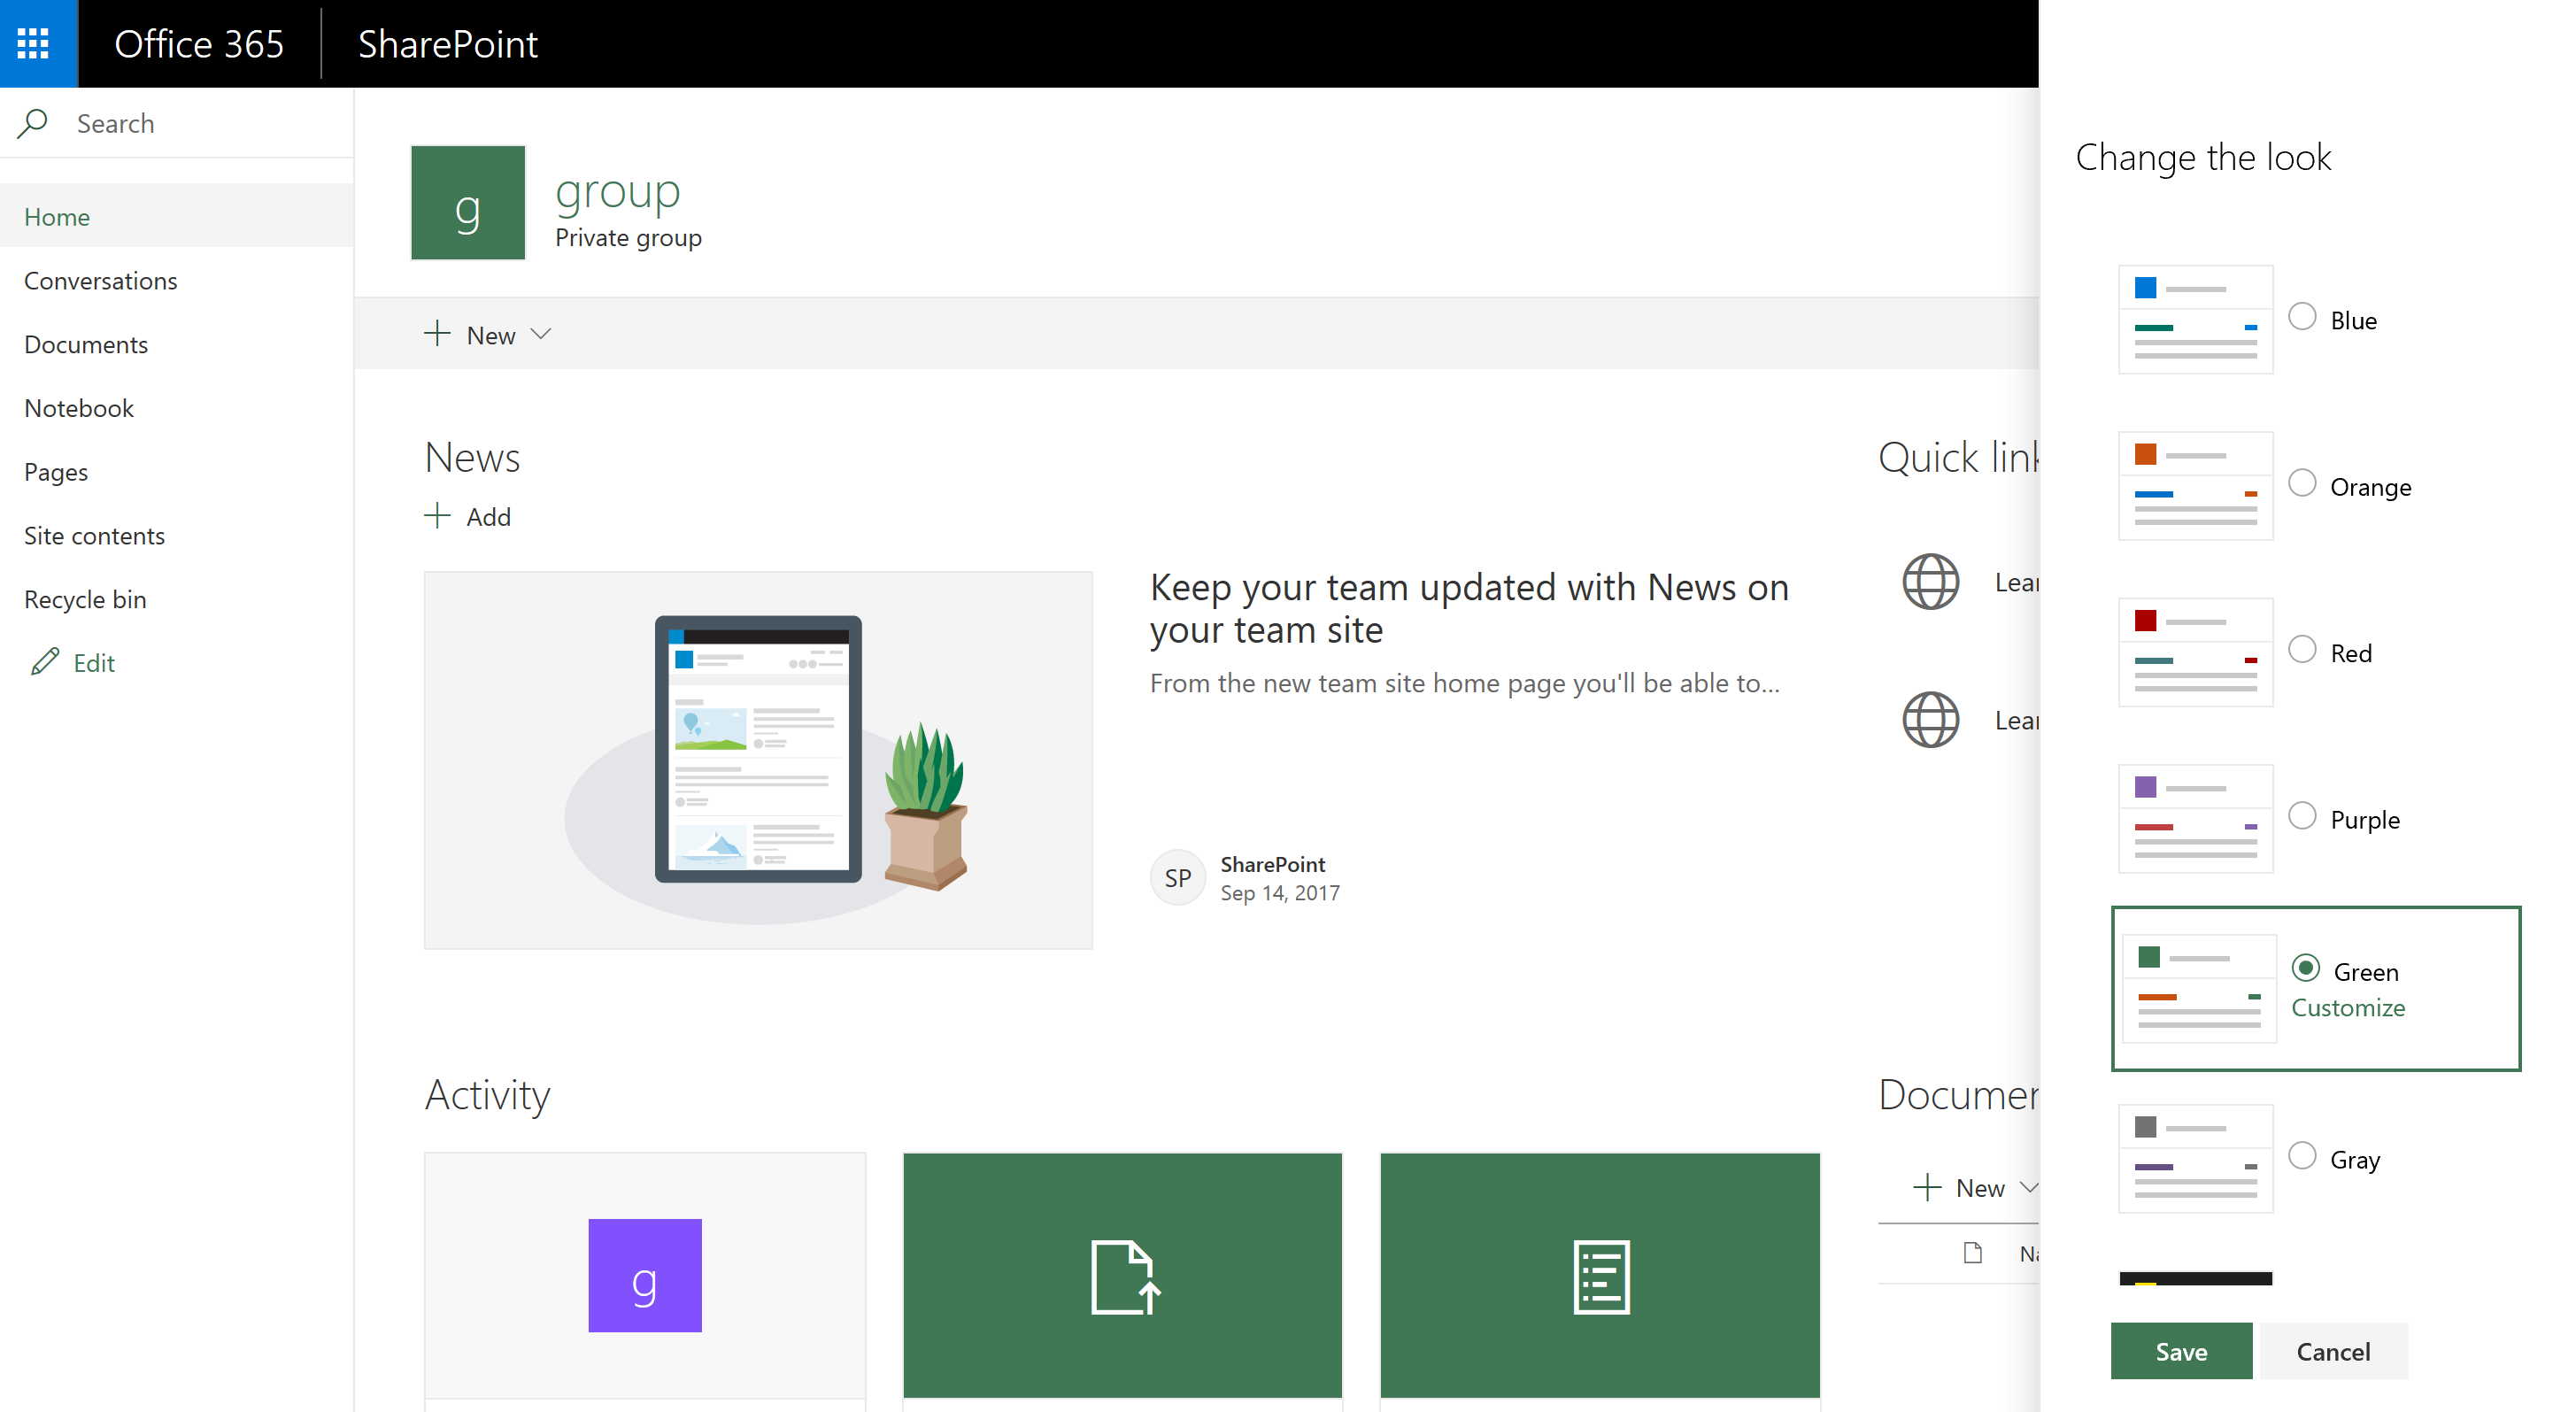 Office 365
SharePoint
Search
Home
Conversations
Documents
Notebook
Pages
Site contents
Recycle bin
Edit
g
group
Private group
New
News
Add
Keep your team updated with News on
your team site
From the new team site home page you'll be able to...
SP
SharePoint
Sep 14, 2017
Quick link
Lear
Lear
Activity
g
Documen
New
Na
Change the look
Blue
Orange
Red
Purple
Green
Customize
Gray
Save
Cancel